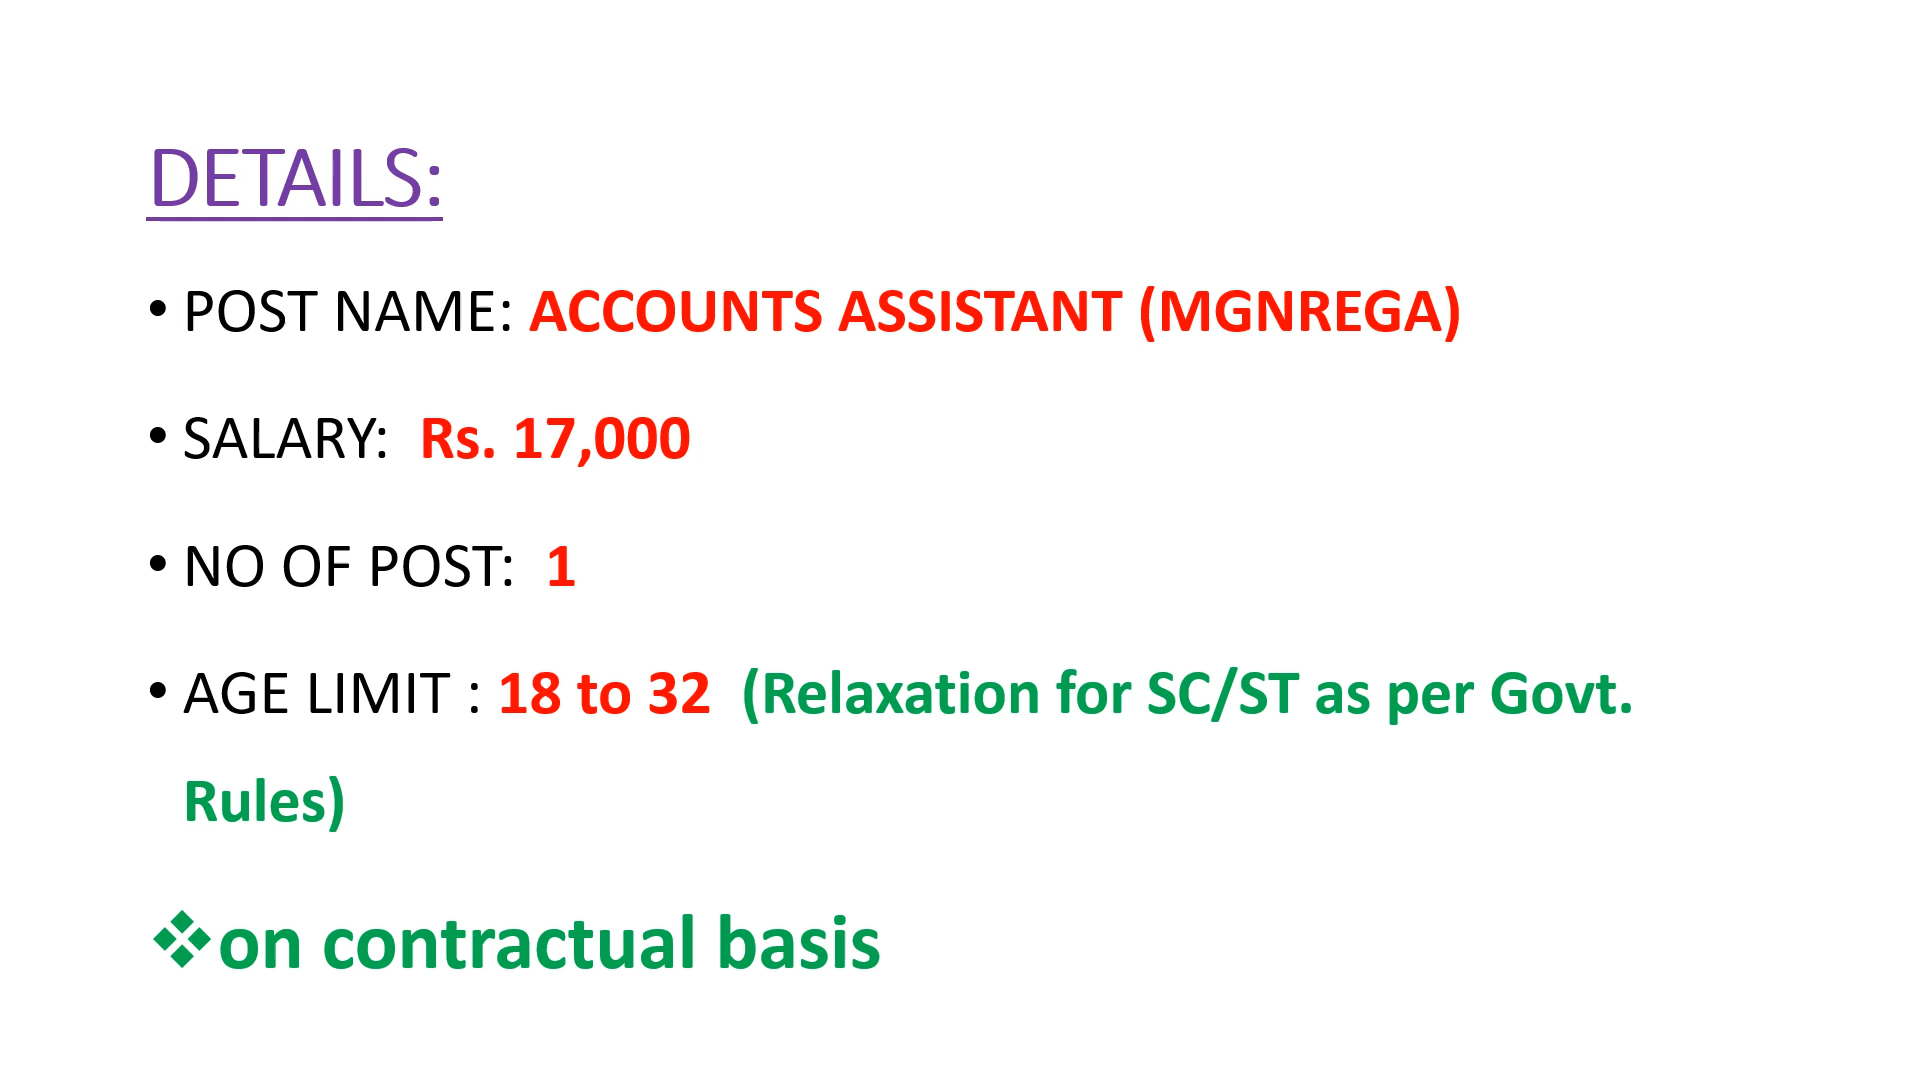 DETAILS:
• POST NAME: ACCOUNTS ASSISTANT (MGNREGA)
• SALARY: Rs. 17,000
• NO OF POST: 1
• AGE LIMIT : 18 to 32 (Relaxation for SC/ST as per Govt.
Rules)
❖on contractual basis